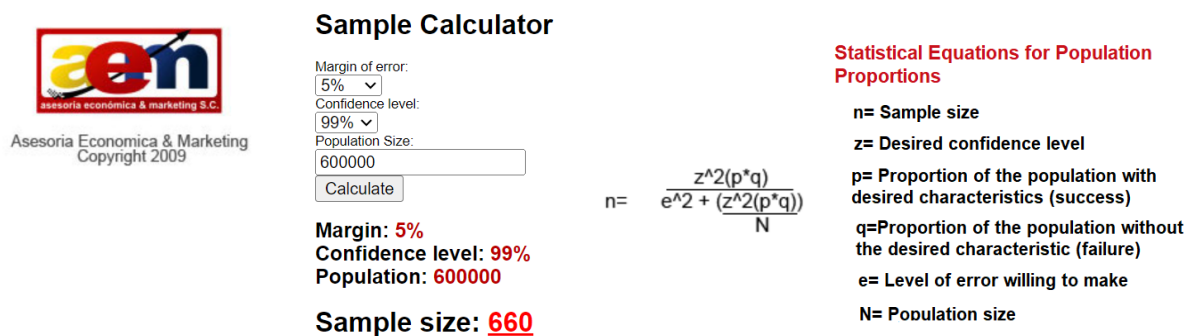 aem
asesoría económica & marketing S.C.
Asesoria Economica & Marketing
Copyright 2009
Sample Calculator
Margin of error:
5%
Confidence level:
99%
Population Size:
600000
Calculate
Margin: 5%
Confidence level: 99%
Population: 600000
Sample size: 660
z^2(p*q)
n= e^2 + (z^2(p*q))
N
Statistical Equations for Population
Proportions
n= Sample size
z= Desired confidence level
p= Proportion of the population with
desired characteristics (success)
q=Proportion of the population without
the desired characteristic (failure)
e= Level of error willing to make
N= Population size